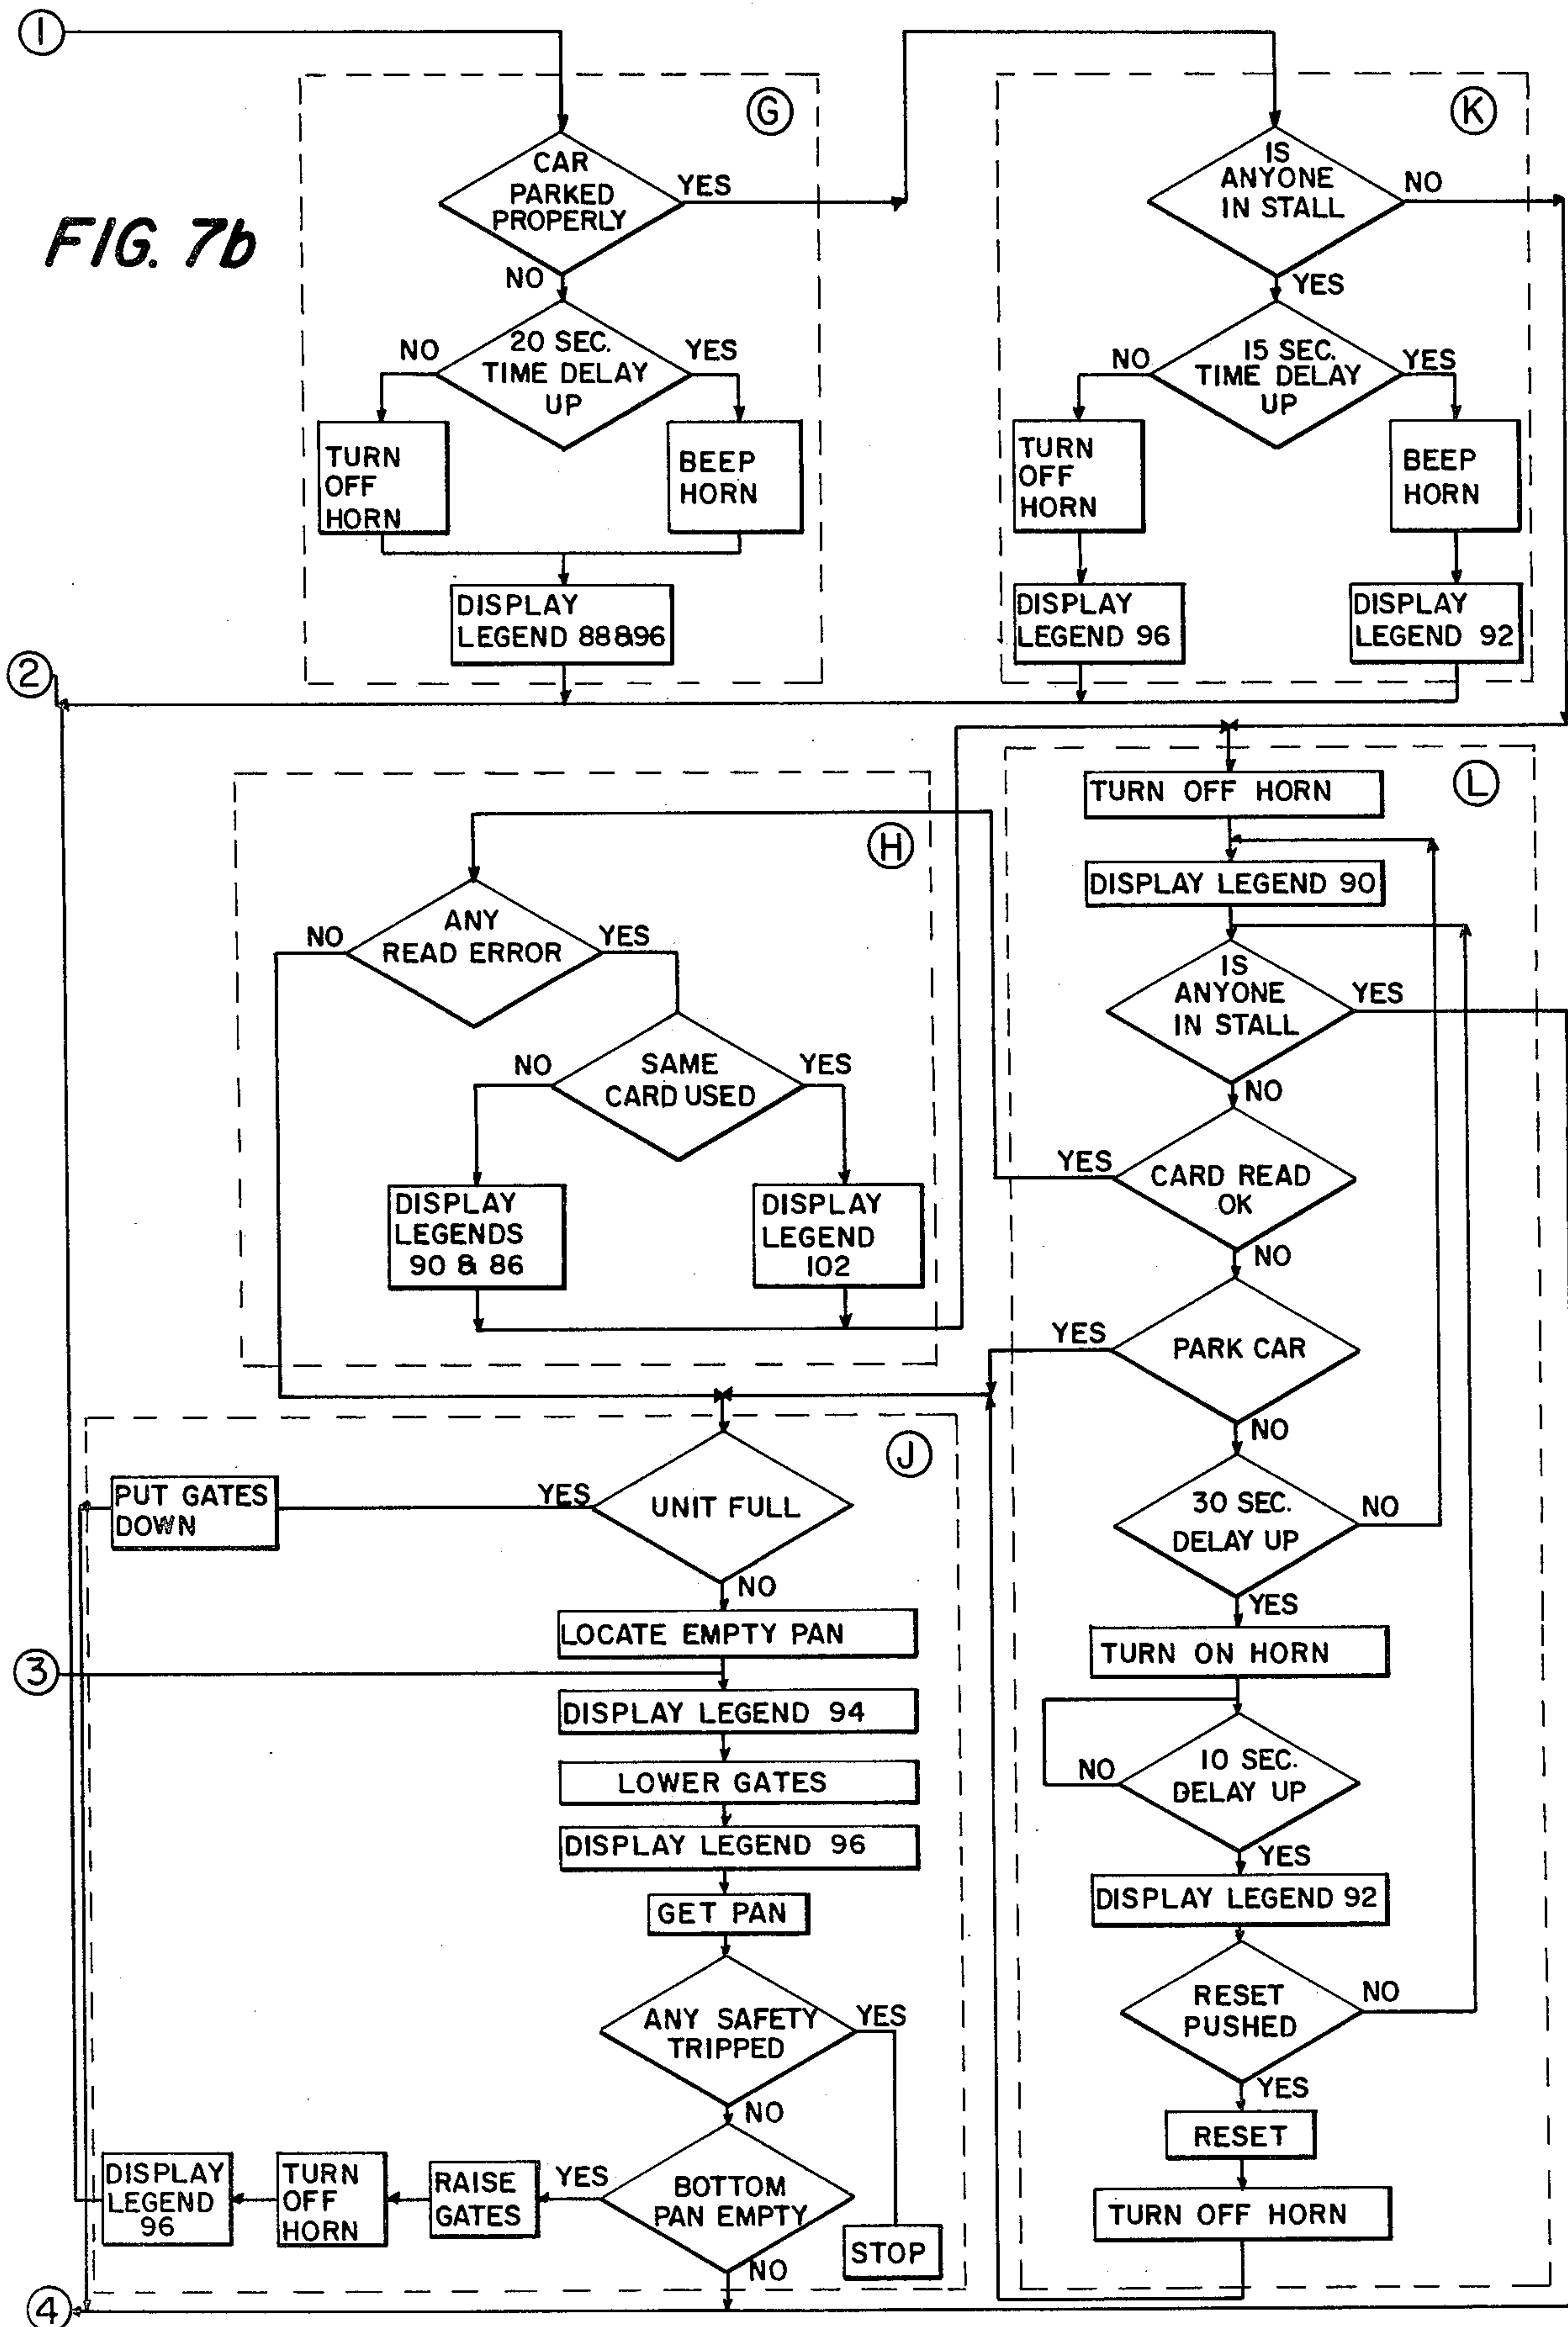 1
FIG. 7b
G
CAR
PARKED
PROPERLY
YES
NO
20 SEC.
TIME DELAY
UP
NO
YES
TURN
OFF
HORN
BEEP
HORN
DISPLAY
LEGEND 88&96
K
IS
ANYONE
IN STALL
NO
YES
15 SEC.
TIME DELAY
UP
NO
YES
TURN
OFF
HORN
BEEP
HORN
DISPLAY
LEGEND 96
DISPLAY
LEGEND 92
2
H
ANY
READ ERROR
NO
YES
SAME
CARD USED
NO
YES
DISPLAY
LEGENDS
90 & 86
DISPLAY
LEGEND
102
L
TURN OFF HORN
DISPLAY LEGEND 90
IS
ANYONE
IN STALL
YES
NO
CARD READ
OK
YES
NO
PARK CAR
YES
NO
30 SEC.
DELAY UP
NO
YES
TURN ON HORN
10 SEC.
DELAY UP
NO
YES
DISPLAY LEGEND 92
RESET
PUSHED
NO
YES
RESET
TURN OFF HORN
J
UNIT FULL
YES
PUT GATES
DOWN
NO
LOCATE EMPTY PAN
3
DISPLAY LEGEND 94
LOWER GATES
DISPLAY LEGEND 96
GET PAN
ANY SAFETY
TRIPPED
YES
NO
STOP
BOTTOM
PAN EMPTY
YES
RAISE
GATES
TURN
OFF
HORN
DISPLAY
LEGEND
96
NO
4